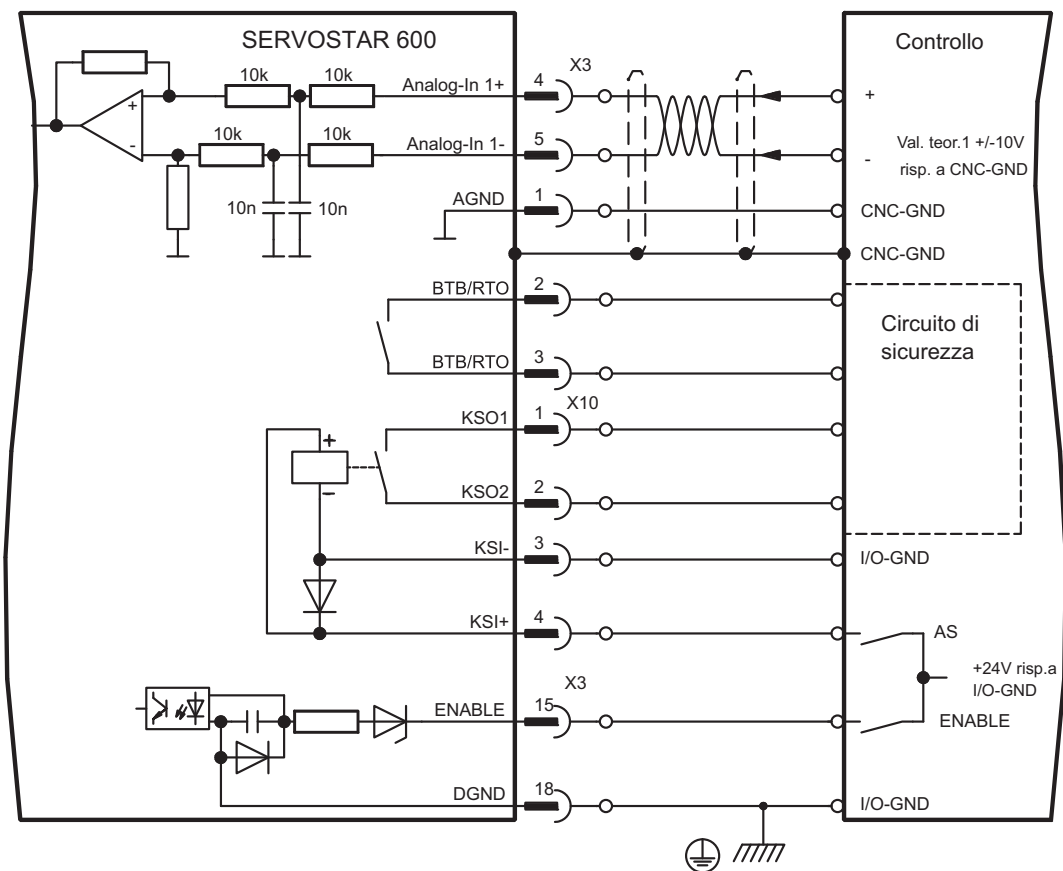 SERVOSTAR 600
Controllo
10k
10k
Analog-In 1+
4
X3
+
+
10k
10k
Analog-In 1-
5
-
-
Val. teor.1 +/-10V
risp. a CNC-GND
10n
10n
AGND
1
CNC-GND
CNC-GND
BTB/RTO
2
Circuito di
sicurezza
BTB/RTO
3
X10
KSO1
1
+
KSO2
2
-
KSI-
3
I/O-GND
KSI+
4
AS
+24V risp.a
I/O-GND
X3
ENABLE
15
ENABLE
DGND
18
I/O-GND